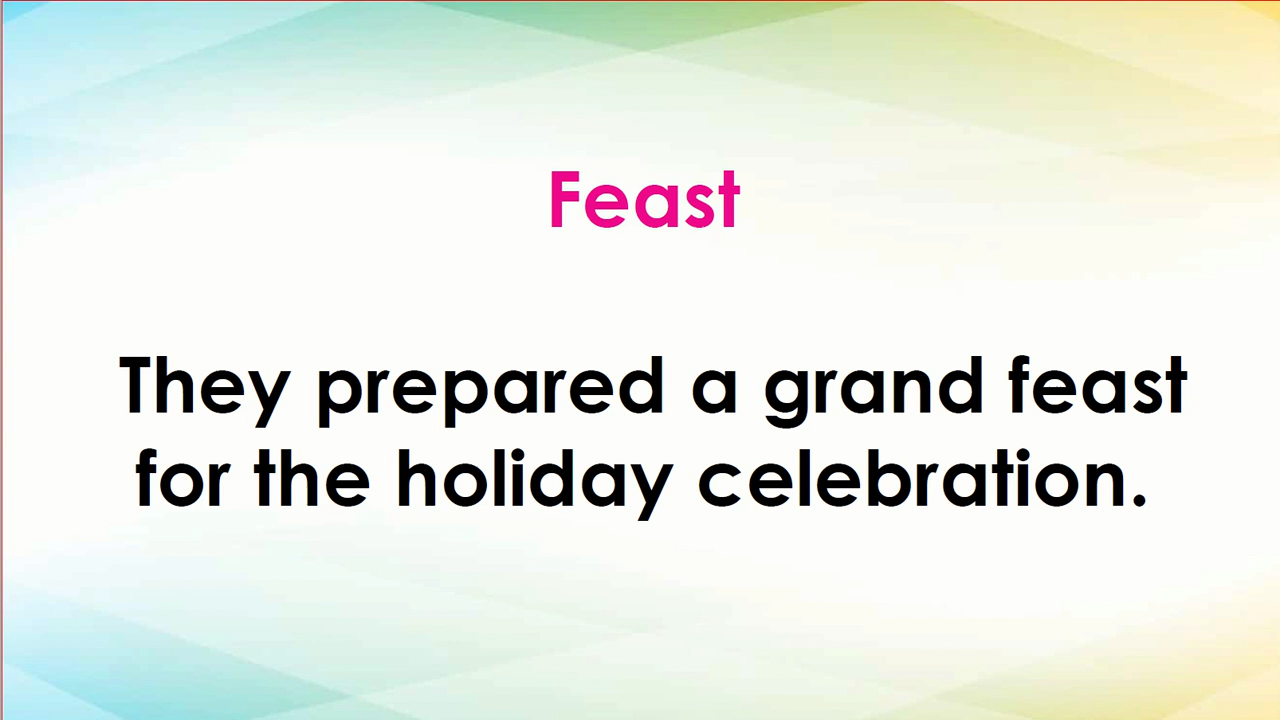 Feast
They prepared a grand feast
for the holiday celebration.